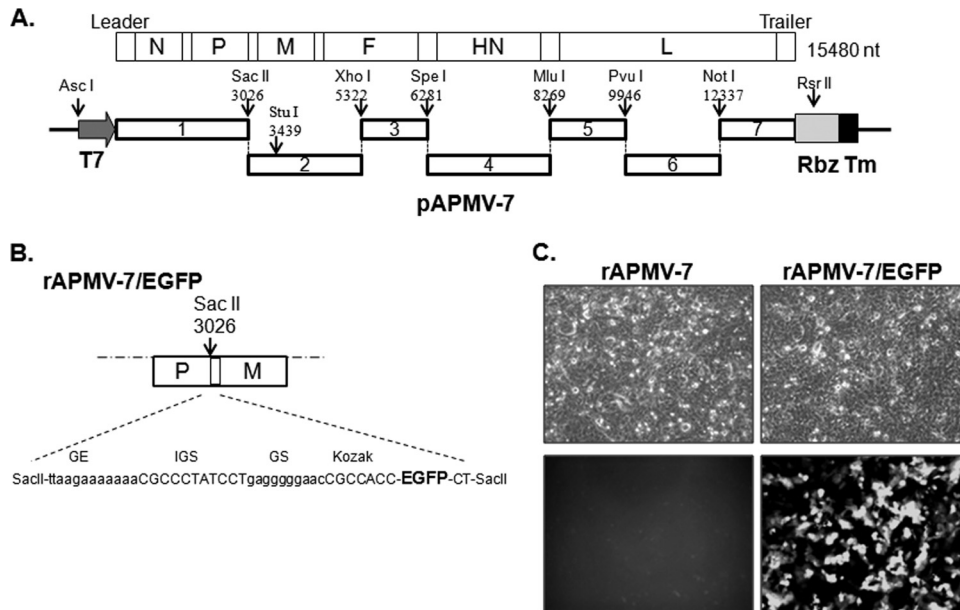 A.
Leader
Trailer
N P M F HN L
15480 nt
Asc I
Sac II
3026
Stu I
3439
Xho I
5322
Spe I
6281
Mlu I
8269
Pvu I
9946
Not I
12337
Rsr II
1 3 5 7
2 4 6
T7
Rbz Tm
pAPMV-7
B.
rAPMV-7/EGFP
Sac II
3026
P M
GE IGS GS Kozak
SacII-ttaagaaaaaaaCGCCCTATCCTgagggggaacCGCCACC-EGFP-CT-SacII
C.
rAPMV-7 rAPMV-7/EGFP